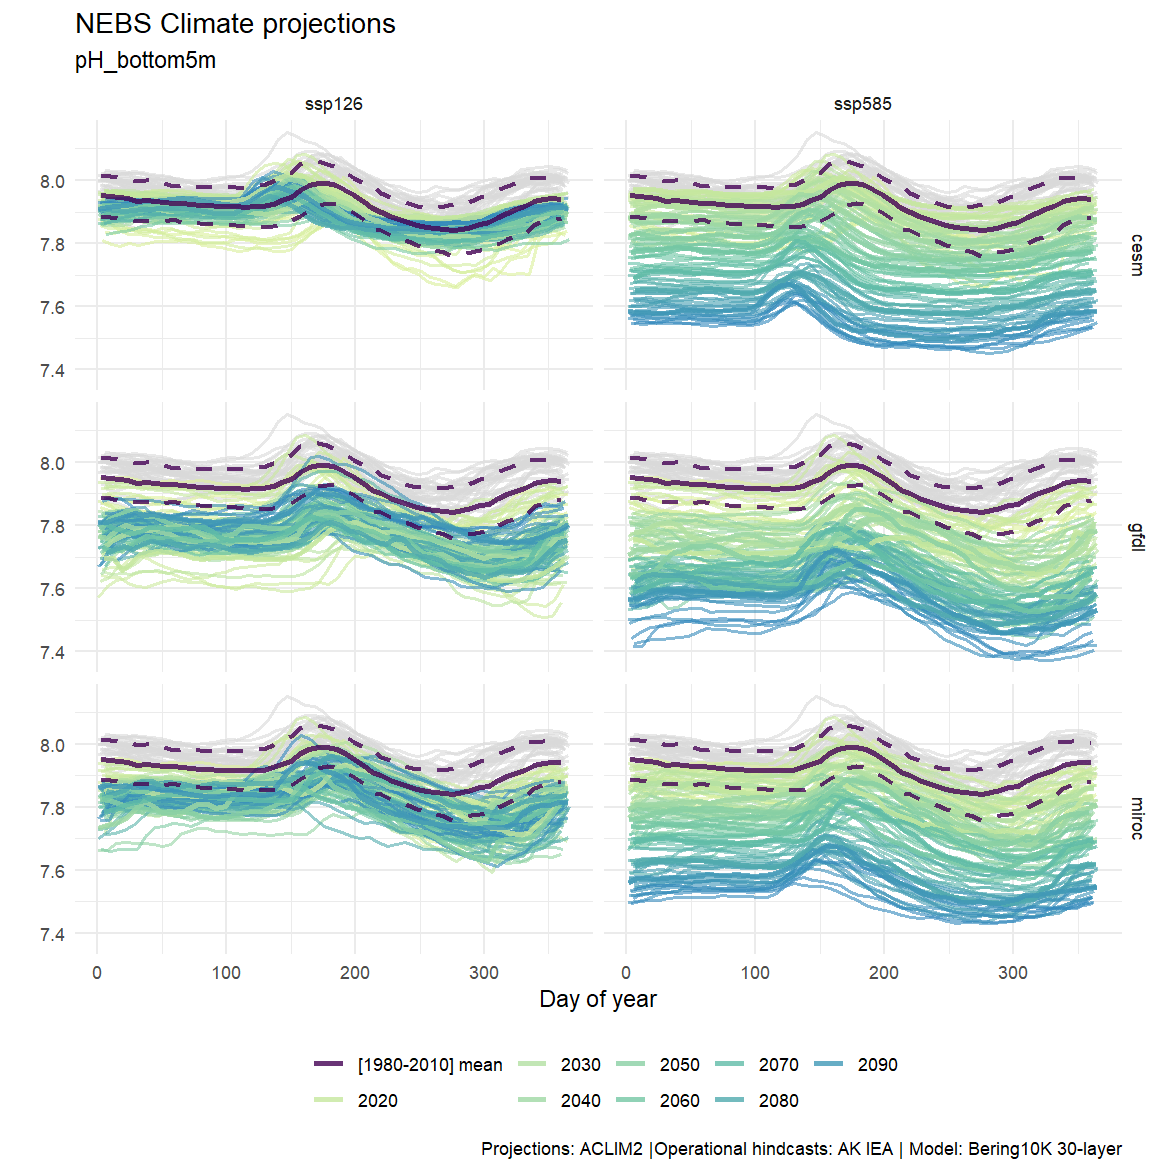 NEBS Climate projections
pH_bottom5m
ssp126 ssp585
8.0
7.8
7.6
7.4
cesm
8.0
7.8
7.6
7.4
gfdl
8.0
7.8
7.6
7.4
miroc
0 100 200 300 0 100 200 300
Day of year
[1980-2010] mean 2030 2050 2070 2090
2020 2040 2060 2080
Projections: ACLIM2 |Operational hindcasts: AK IEA | Model: Bering10K 30-layer